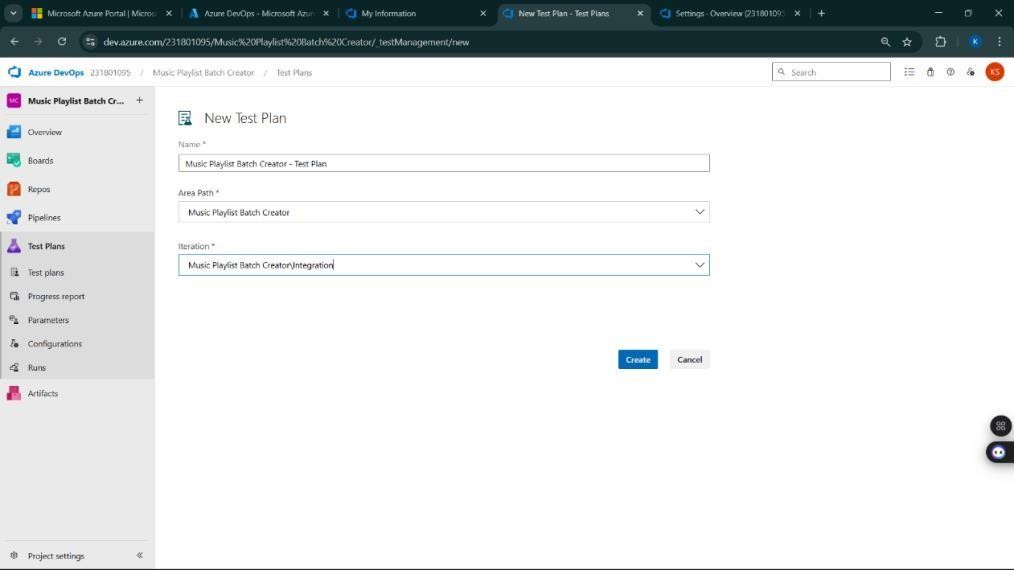 Microsoft Azure Portal | Micros
Azure DevOps - Microsoft Azur
My Information
New Test Plan - Test Plans
Settings · Overview (231801095
dev.azure.com/231801095/Music%20Playlist%20Batch%20Creator/_testManagement/new
K
Azure DevOps 231801095 / Music Playlist Batch Creator / Test Plans
Search
KS
MC Music Playlist Batch Cr... +
Overview
Boards
Repos
Pipelines
Test Plans
Test plans
Progress report
Parameters
Configurations
Runs
Artifacts
Project settings
New Test Plan
Name *
Music Playlist Batch Creator - Test Plan
Area Path *
Music Playlist Batch Creator
Iteration *
Music Playlist Batch Creator\Integration
Create
Cancel